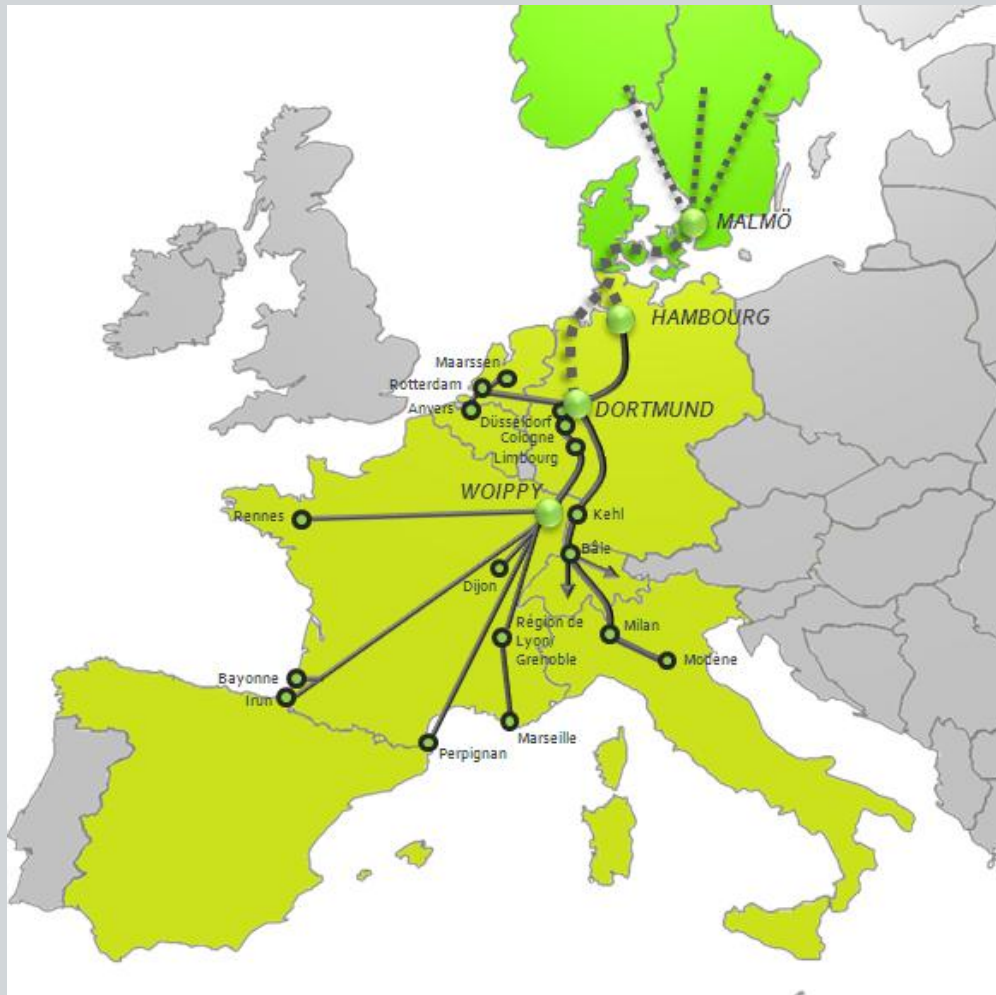 MALMÖ
HAMBOURG
Maarssen
Rotterdam
Anvers
DORTMUND
Düsseldorf
Cologne
Limbourg
WOIPPY
Rennes
Kehl
Bâle
Dijon
Région de
Lyon/
Grenoble
Milan
Modène
Bayonne
Irun
Marseille
Perpignan